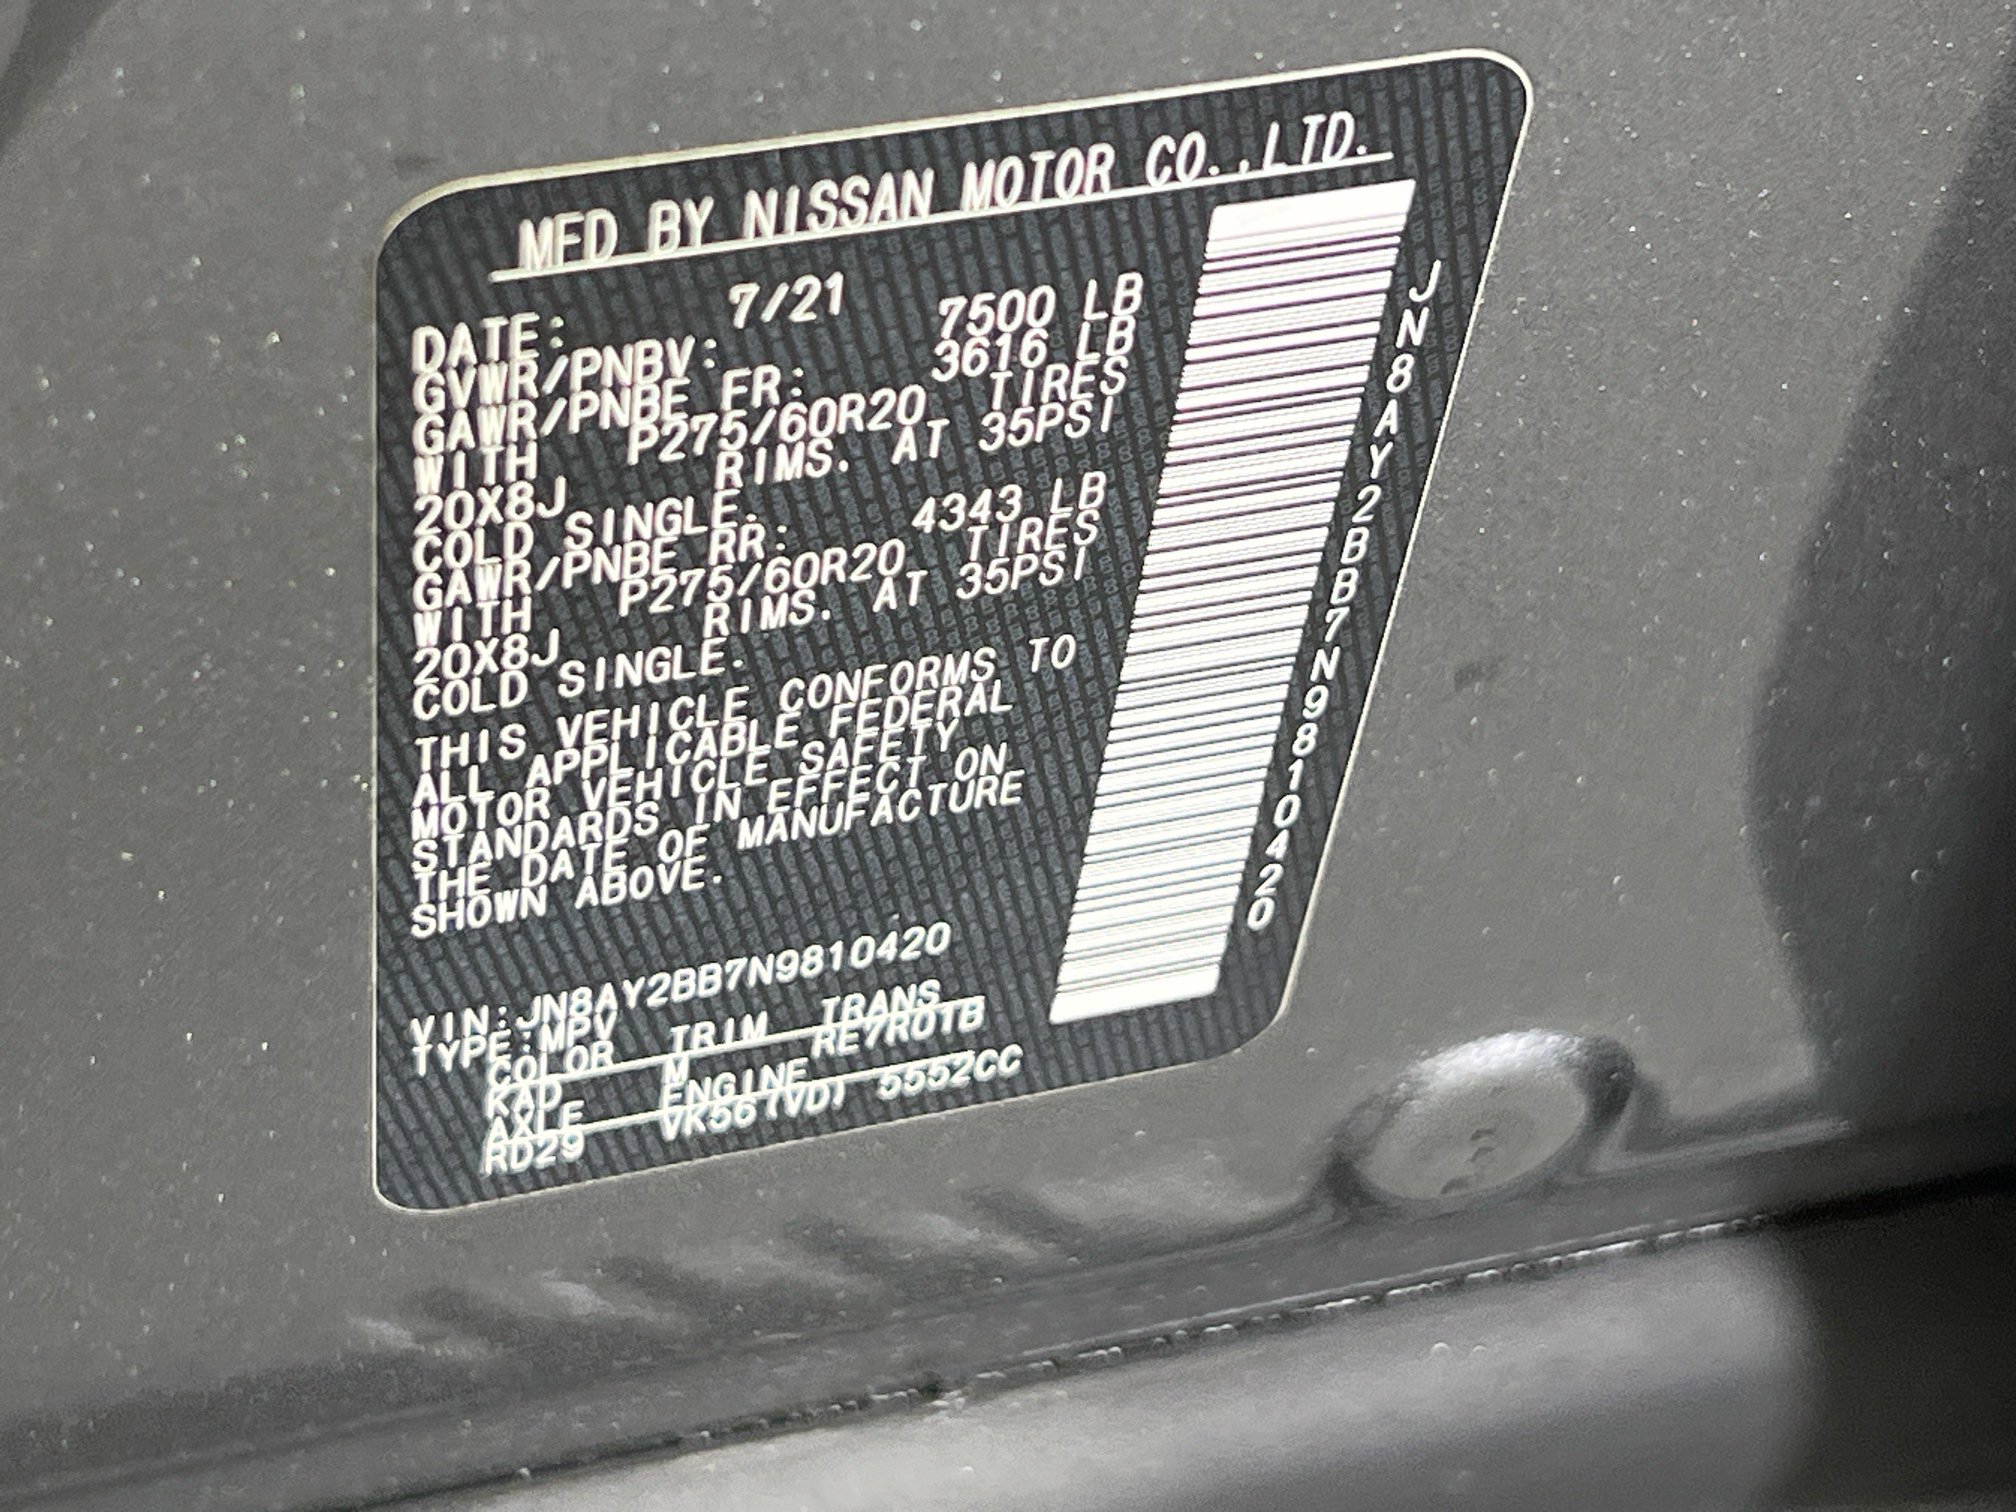 MFD BY NISSAN MOTOR CO.,LTD.
DATE: 7/21
GVWR/PNBV: 7500 LB
GAWR/PNBE FR: 3616 LB
WITH P275/60R20 TIRES
20X8J RIMS. AT 35PSI
COLD SINGLE.
GAWR/PNBE RR: 4343 LB
WITH P275/60R20 TIRES
20X8J RIMS. AT 35PSI
COLD SINGLE.
THIS VEHICLE CONFORMS TO
ALL APPLICABLE FEDERAL
MOTOR VEHICLE SAFETY
STANDARDS IN EFFECT ON
THE DATE OF MANUFACTURE
SHOWN ABOVE.
VIN:JN8AY2BB7N9810420
TYPE:MPV
COLOR TRIM TRANS
KAD M RE7R01B
AXLE ENGINE
RD29 VK56(VD) 5552CC
JN8AY2BB7N9810420